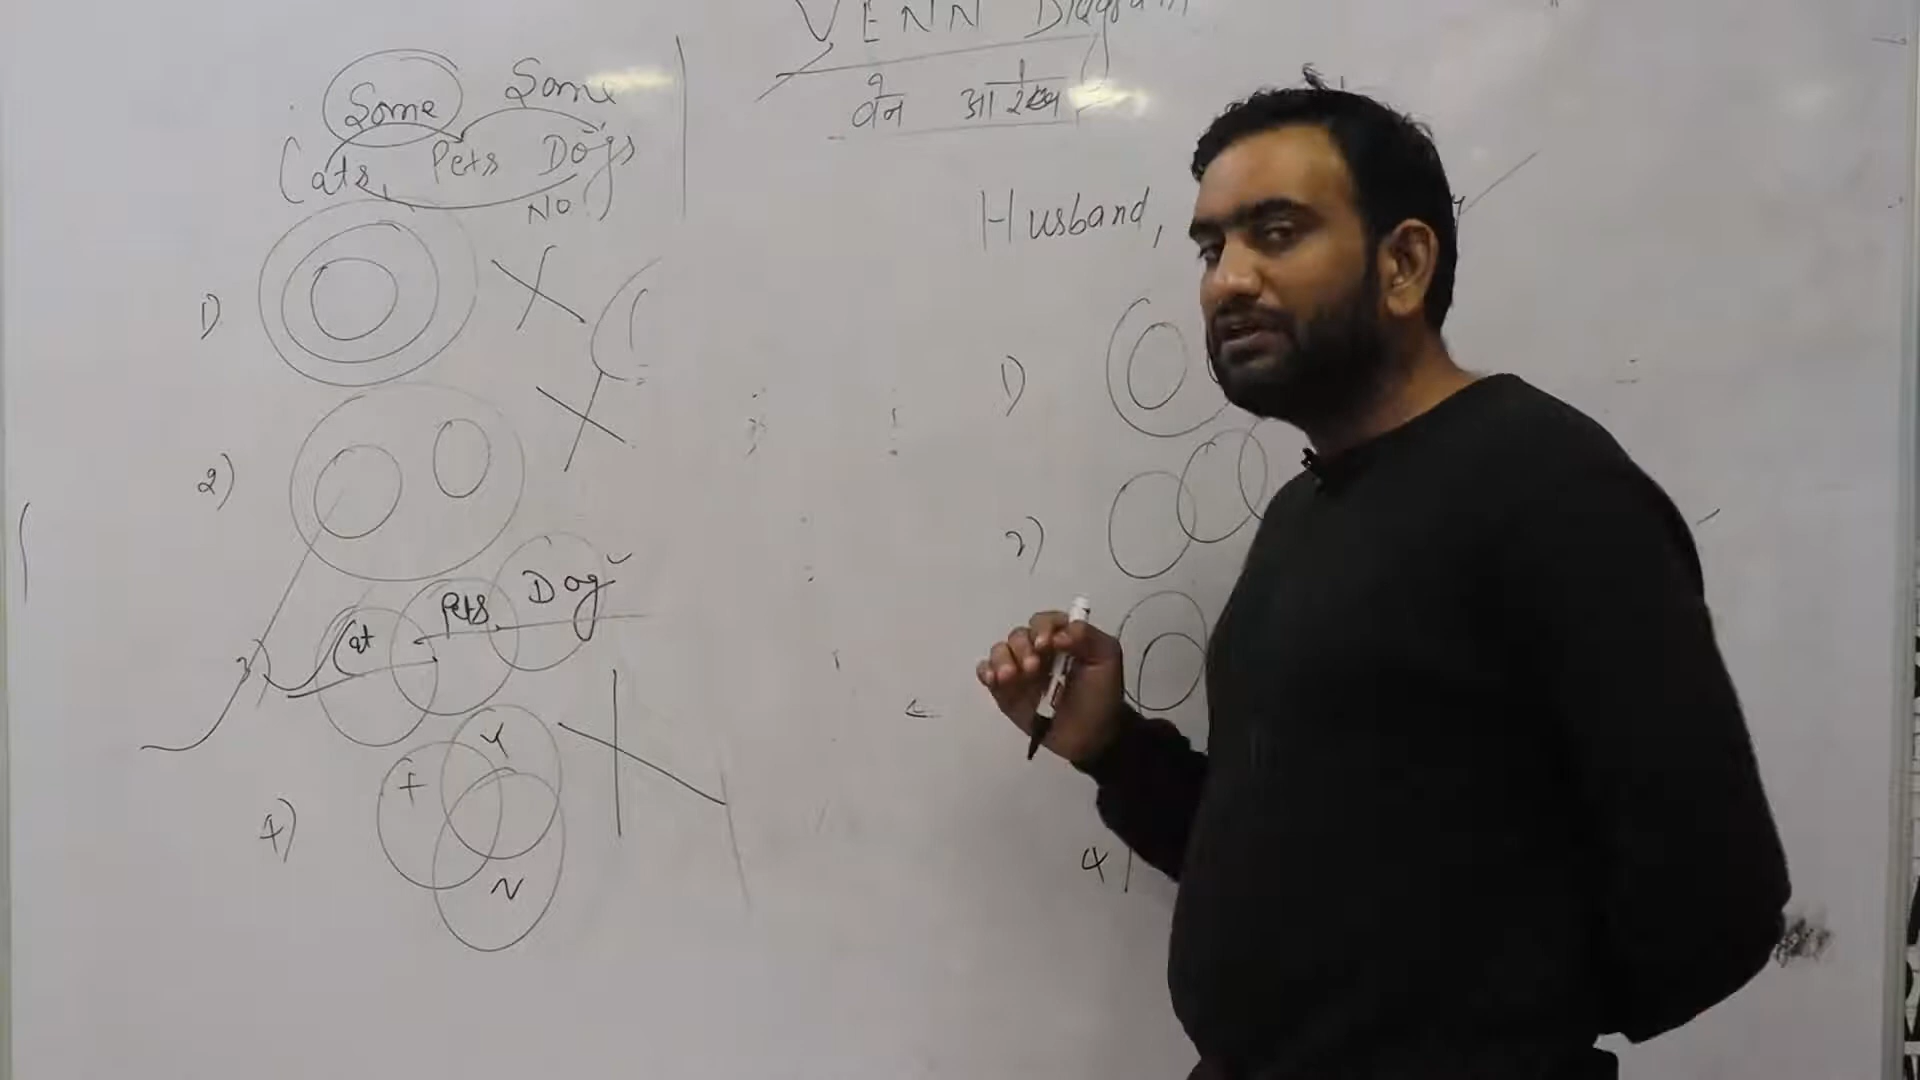 VENN Diagram
वेन आरेख
Some Some
Cats, Pets Dogs
NO
1)
2)
Cat Pets Dog
3)
Y
+
4)
N
Husband,
1)
2)
4